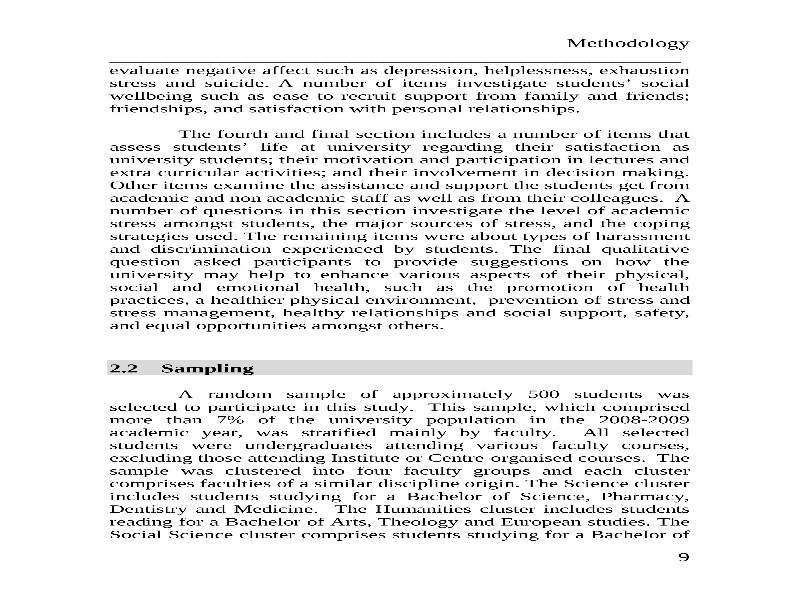 Methodology
evaluate negative affect such as depression, helplessness, exhaustion
stress and suicide. A number of items investigate students' social
wellbeing such as ease to recruit support from family and friends;
friendships, and satisfaction with personal relationships.
The fourth and final section includes a number of items that
assess students' life at university regarding their satisfaction as
university students; their motivation and participation in lectures and
extra curricular activities; and their involvement in decision making.
Other items examine the assistance and support the students get from
academic and non academic staff as well as from their colleagues. A
number of questions in this section investigate the level of academic
stress amongst students, the major sources of stress, and the coping
strategies used. The remaining items were about types of harassment
and discrimination experienced by students. The final qualitative
question asked participants to provide suggestions on how the
university may help to enhance various aspects of their physical,
social and emotional health, such as the promotion of health
practices, a healthier physical environment, prevention of stress and
stress management, healthy relationships and social support, safety,
and equal opportunities amongst others.
2.2 Sampling
A random sample of approximately 500 students was
selected to participate in this study. This sample, which comprised
more than 7% of the university population in the 2008-2009
academic year, was stratified mainly by faculty. All selected
students were undergraduates attending various faculty courses,
excluding those attending Institute or Centre-organised courses. The
sample was clustered into four faculty groups and each cluster
comprises faculties of a similar discipline origin. The Science cluster
includes students studying for a Bachelor of Science, Pharmacy,
Dentistry and Medicine. The Humanities cluster includes students
reading for a Bachelor of Arts, Theology and European studies. The
Social Science cluster comprises students studying for a Bachelor of
9